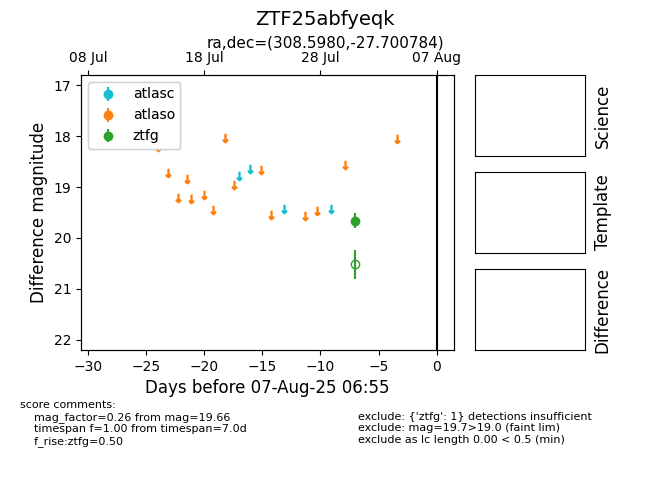 ZTF25abfyeqk
ra,dec=(308.5980,-27.700784)
08 Jul
18 Jul
28 Jul
07 Aug
atlasc
atlaso
ztfg
17
18
19
20
21
22
Difference magnitude
−30
−25
−20
−15
−10
−5
0
Days before 07-Aug-25 06:55
Science
Template
Difference
score comments:
mag_factor=0.26 from mag=19.66
timespan f=1.00 from timespan=7.0d
f_rise:ztfg=0.50
exclude: {'ztfg': 1} detections insufficient
exclude: mag=19.7>19.0 (faint lim)
exclude as lc length 0.00 < 0.5 (min)